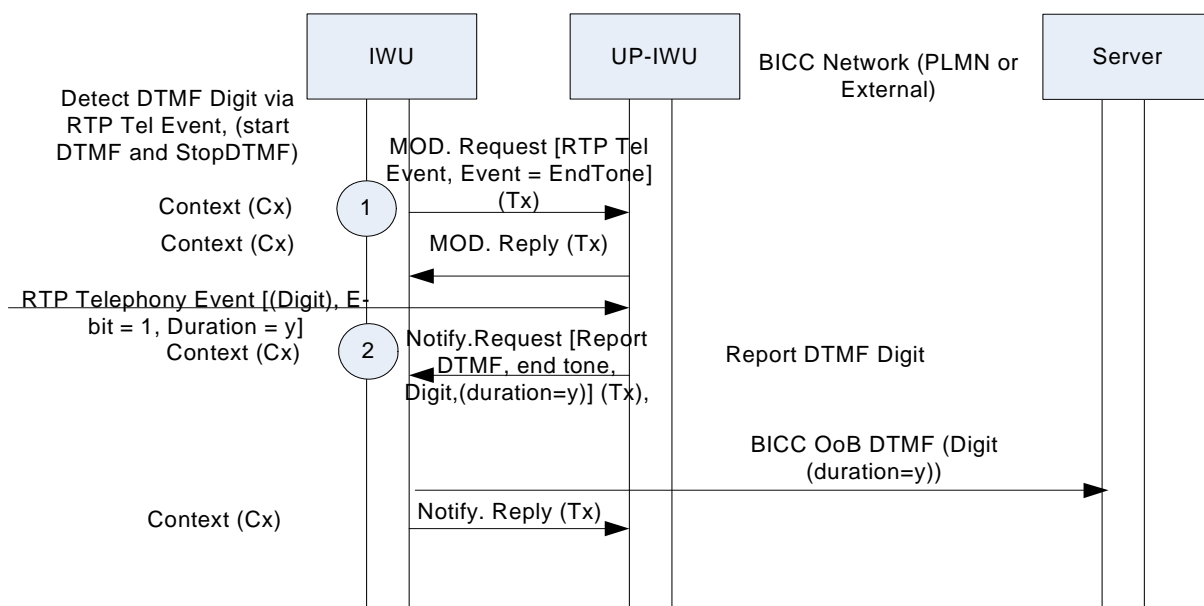 IWU
UP-IWU
BICC Network (PLMN or
External)
Server
Detect DTMF Digit via
RTP Tel Event, (start
DTMF and StopDTMF)
MOD. Request [RTP Tel
Event, Event = EndTone]
(Tx)
Context (Cx)
1
Context (Cx)
MOD. Reply (Tx)
RTP Telephony Event [(Digit), E-
bit = 1, Duration = y]
Context (Cx)
2
Notify.Request [Report
DTMF, end tone,
Digit,(duration=y)] (Tx),
Report DTMF Digit
BICC OoB DTMF (Digit
(duration=y))
Context (Cx)
Notify. Reply (Tx)